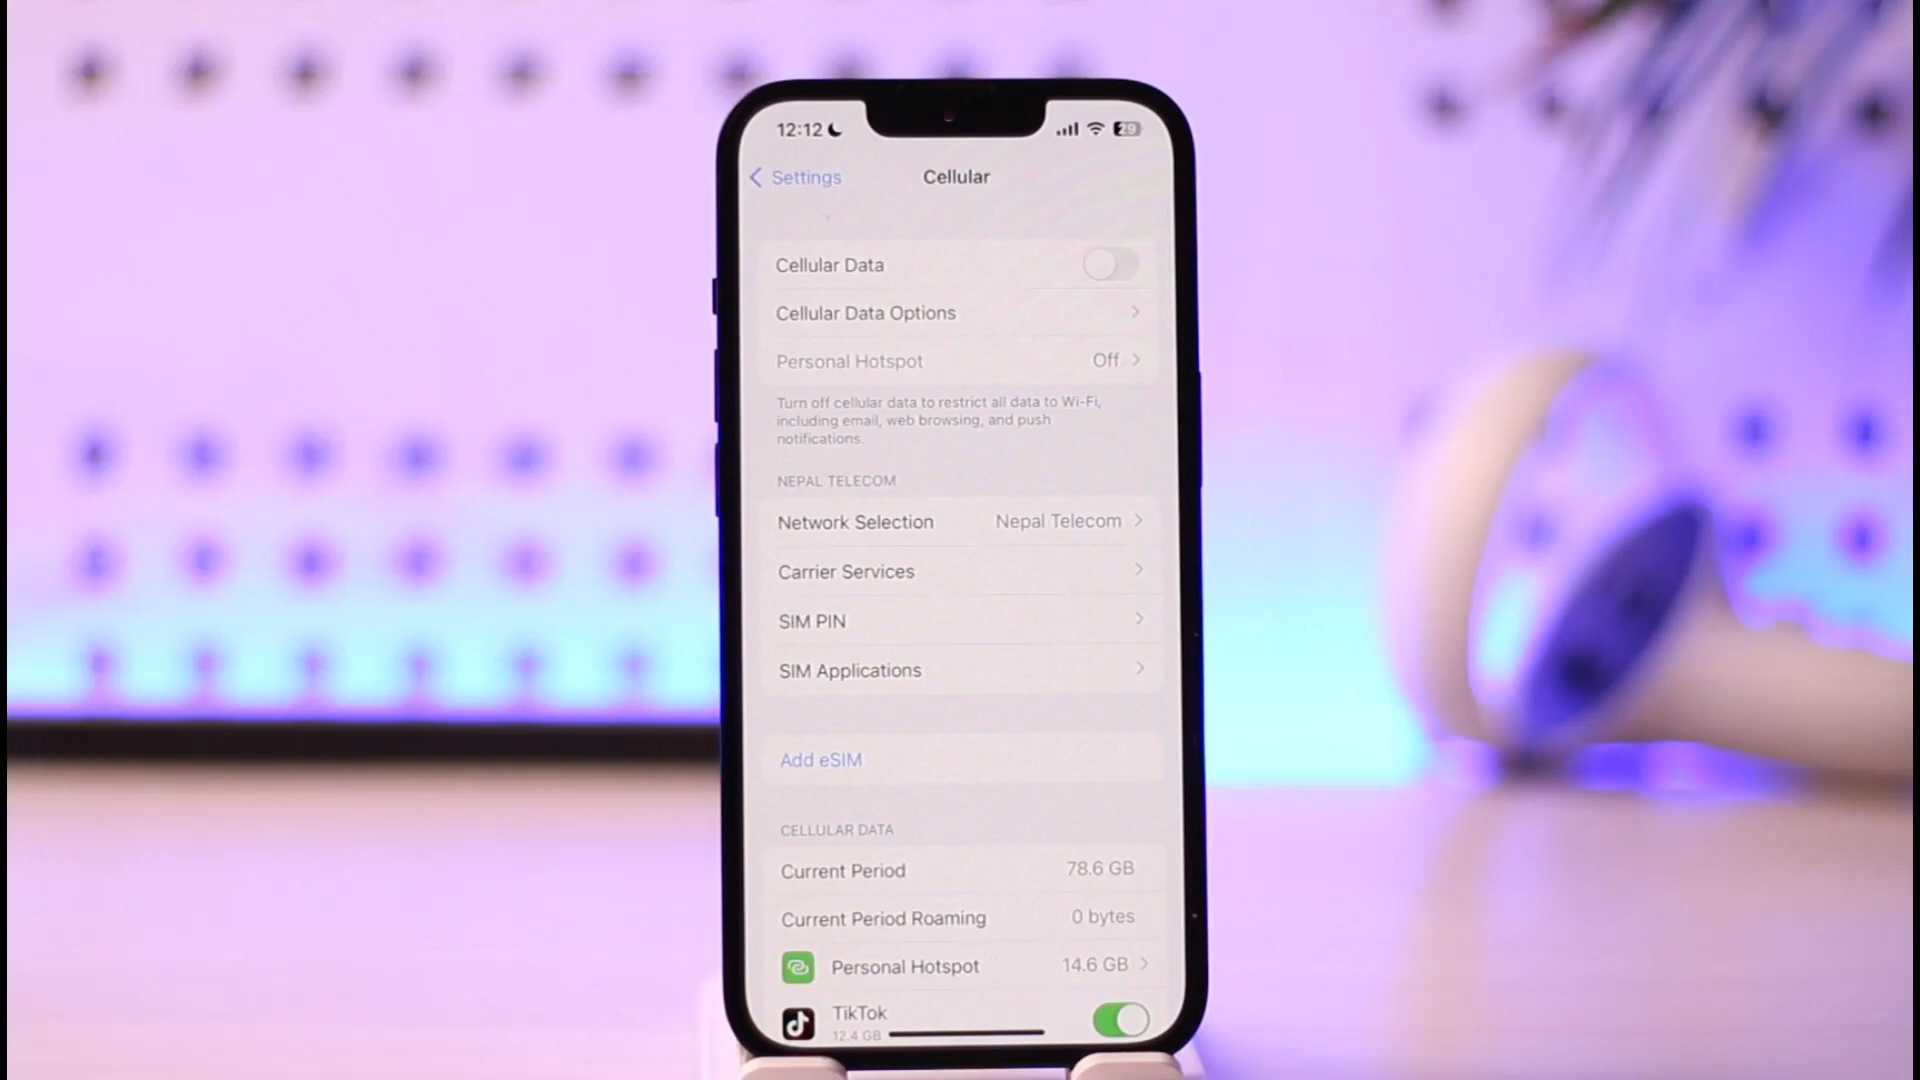 12:12
29
Settings
Cellular
Cellular Data
Cellular Data Options
Personal Hotspot Off
Turn off cellular data to restrict all data to Wi-Fi,
including email, web browsing, and push
notifications.
NEPAL TELECOM
Network Selection Nepal Telecom
Carrier Services
SIM PIN
SIM Applications
Add eSIM
CELLULAR DATA
Current Period 78.6 GB
Current Period Roaming 0 bytes
Personal Hotspot 14.6 GB
TikTok
12.4 GB